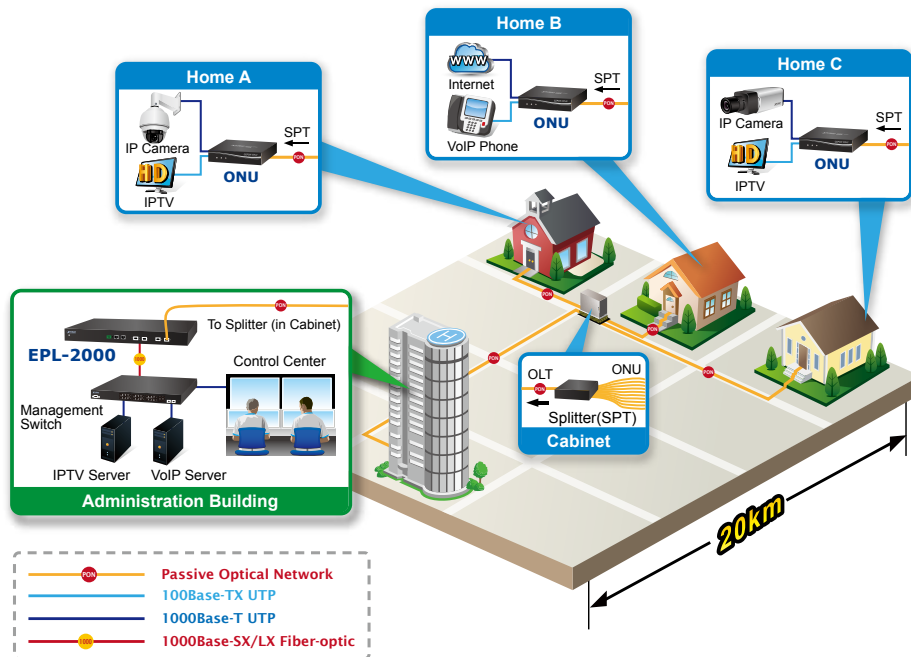 Home A
SPT
PON
IP Camera
ONU
HD
IPTV
Home B
WWW
Internet
SPT
PON
ONU
VoIP Phone
Home C
SPT
IP Camera
PON
ONU
HD
IPTV
PON
To Splitter (in Cabinet)
EPL-2000
1000
Control Center
Management
Switch
IPTV Server
VoIP Server
Administration Building
H
PON
PON
PON
PON
OLT
ONU
PON
Splitter(SPT)
Cabinet
20km
PON
Passive Optical Network
100Base-TX UTP
1000Base-T UTP
1000
1000Base-SX/LX Fiber-optic